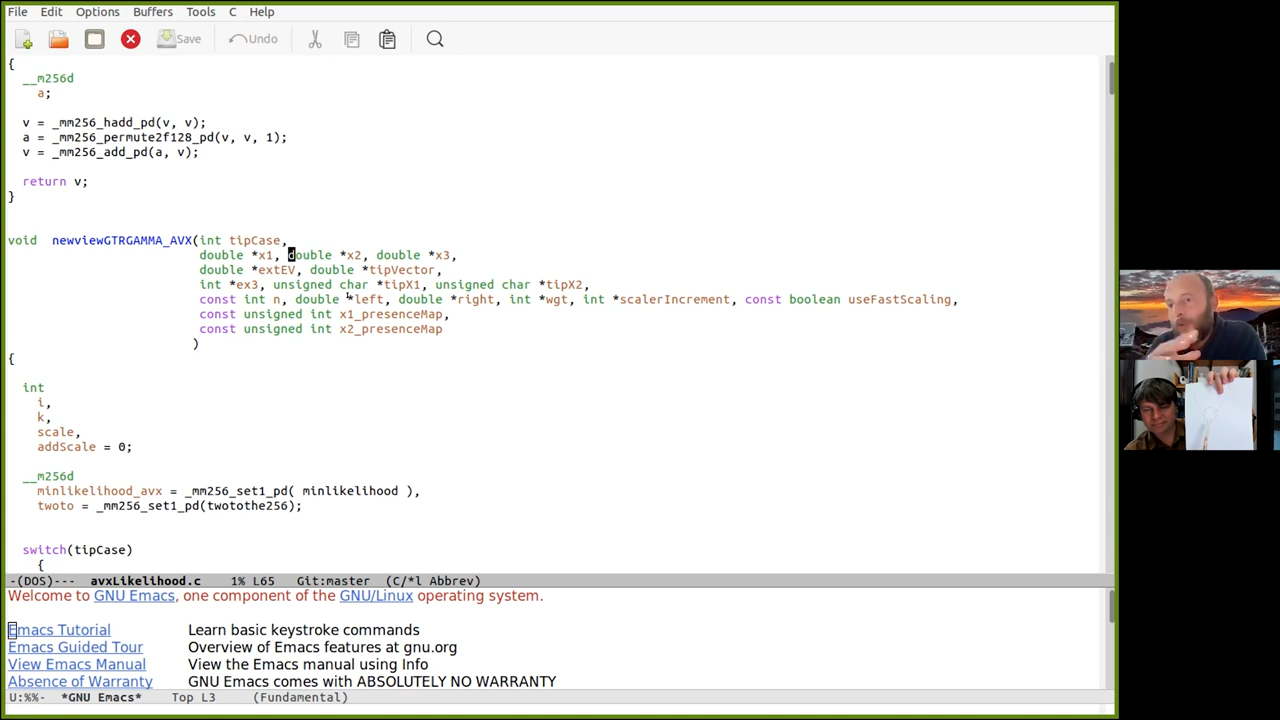 File Edit Options Buffers Tools C Help
Save Undo
{
__m256d
a;
v = _mm256_hadd_pd(v, v);
a = _mm256_permute2f128_pd(v, v, 1);
v = _mm256_add_pd(a, v);
return v;
}
void newviewGTRGAMMA_AVX(int tipCase,
double *x1, double *x2, double *x3,
double *extEV, double *tipVector,
int *ex3, unsigned char *tipX1, unsigned char *tipX2,
const int n, double *left, double *right, int *wgt, int *scalerIncrement, const boolean useFastScaling,
const unsigned int x1_presenceMap,
const unsigned int x2_presenceMap
)
{
int
i,
k,
scale,
addScale = 0;
__m256d
minlikelihood_avx = _mm256_set1_pd( minlikelihood ),
twoto = _mm256_set1_pd(twotothe256);
switch(tipCase)
{
-(DOS)--- avxLikelihood.c 1% L65 Git:master (C/*l Abbrev)
Welcome to GNU Emacs, one component of the GNU/Linux operating system.
Emacs Tutorial Learn basic keystroke commands
Emacs Guided Tour Overview of Emacs features at gnu.org
View Emacs Manual View the Emacs manual using Info
Absence of Warranty GNU Emacs comes with ABSOLUTELY NO WARRANTY
U:%%- *GNU Emacs* Top L3 (Fundamental)